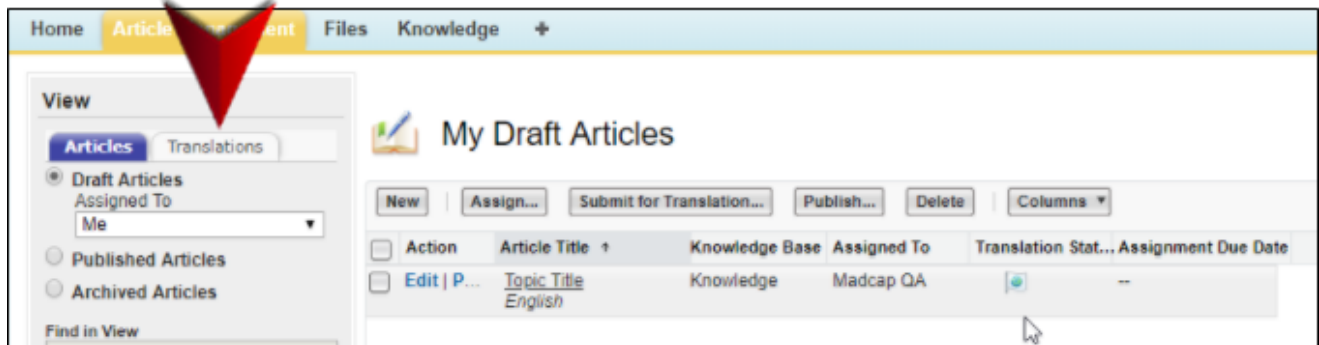 Home Files Knowledge +
View
Articles Translations
My Draft Articles
Draft Articles
Assigned To
Me
Published Articles
Archived Articles
Find in View
New Assign... Submit for Translation... Publish... Delete Columns
Action Article Title Knowledge Base Assigned To Translation Stat... Assignment Due Date
Edit | P... Topic Title Knowledge Madcap QA --
English